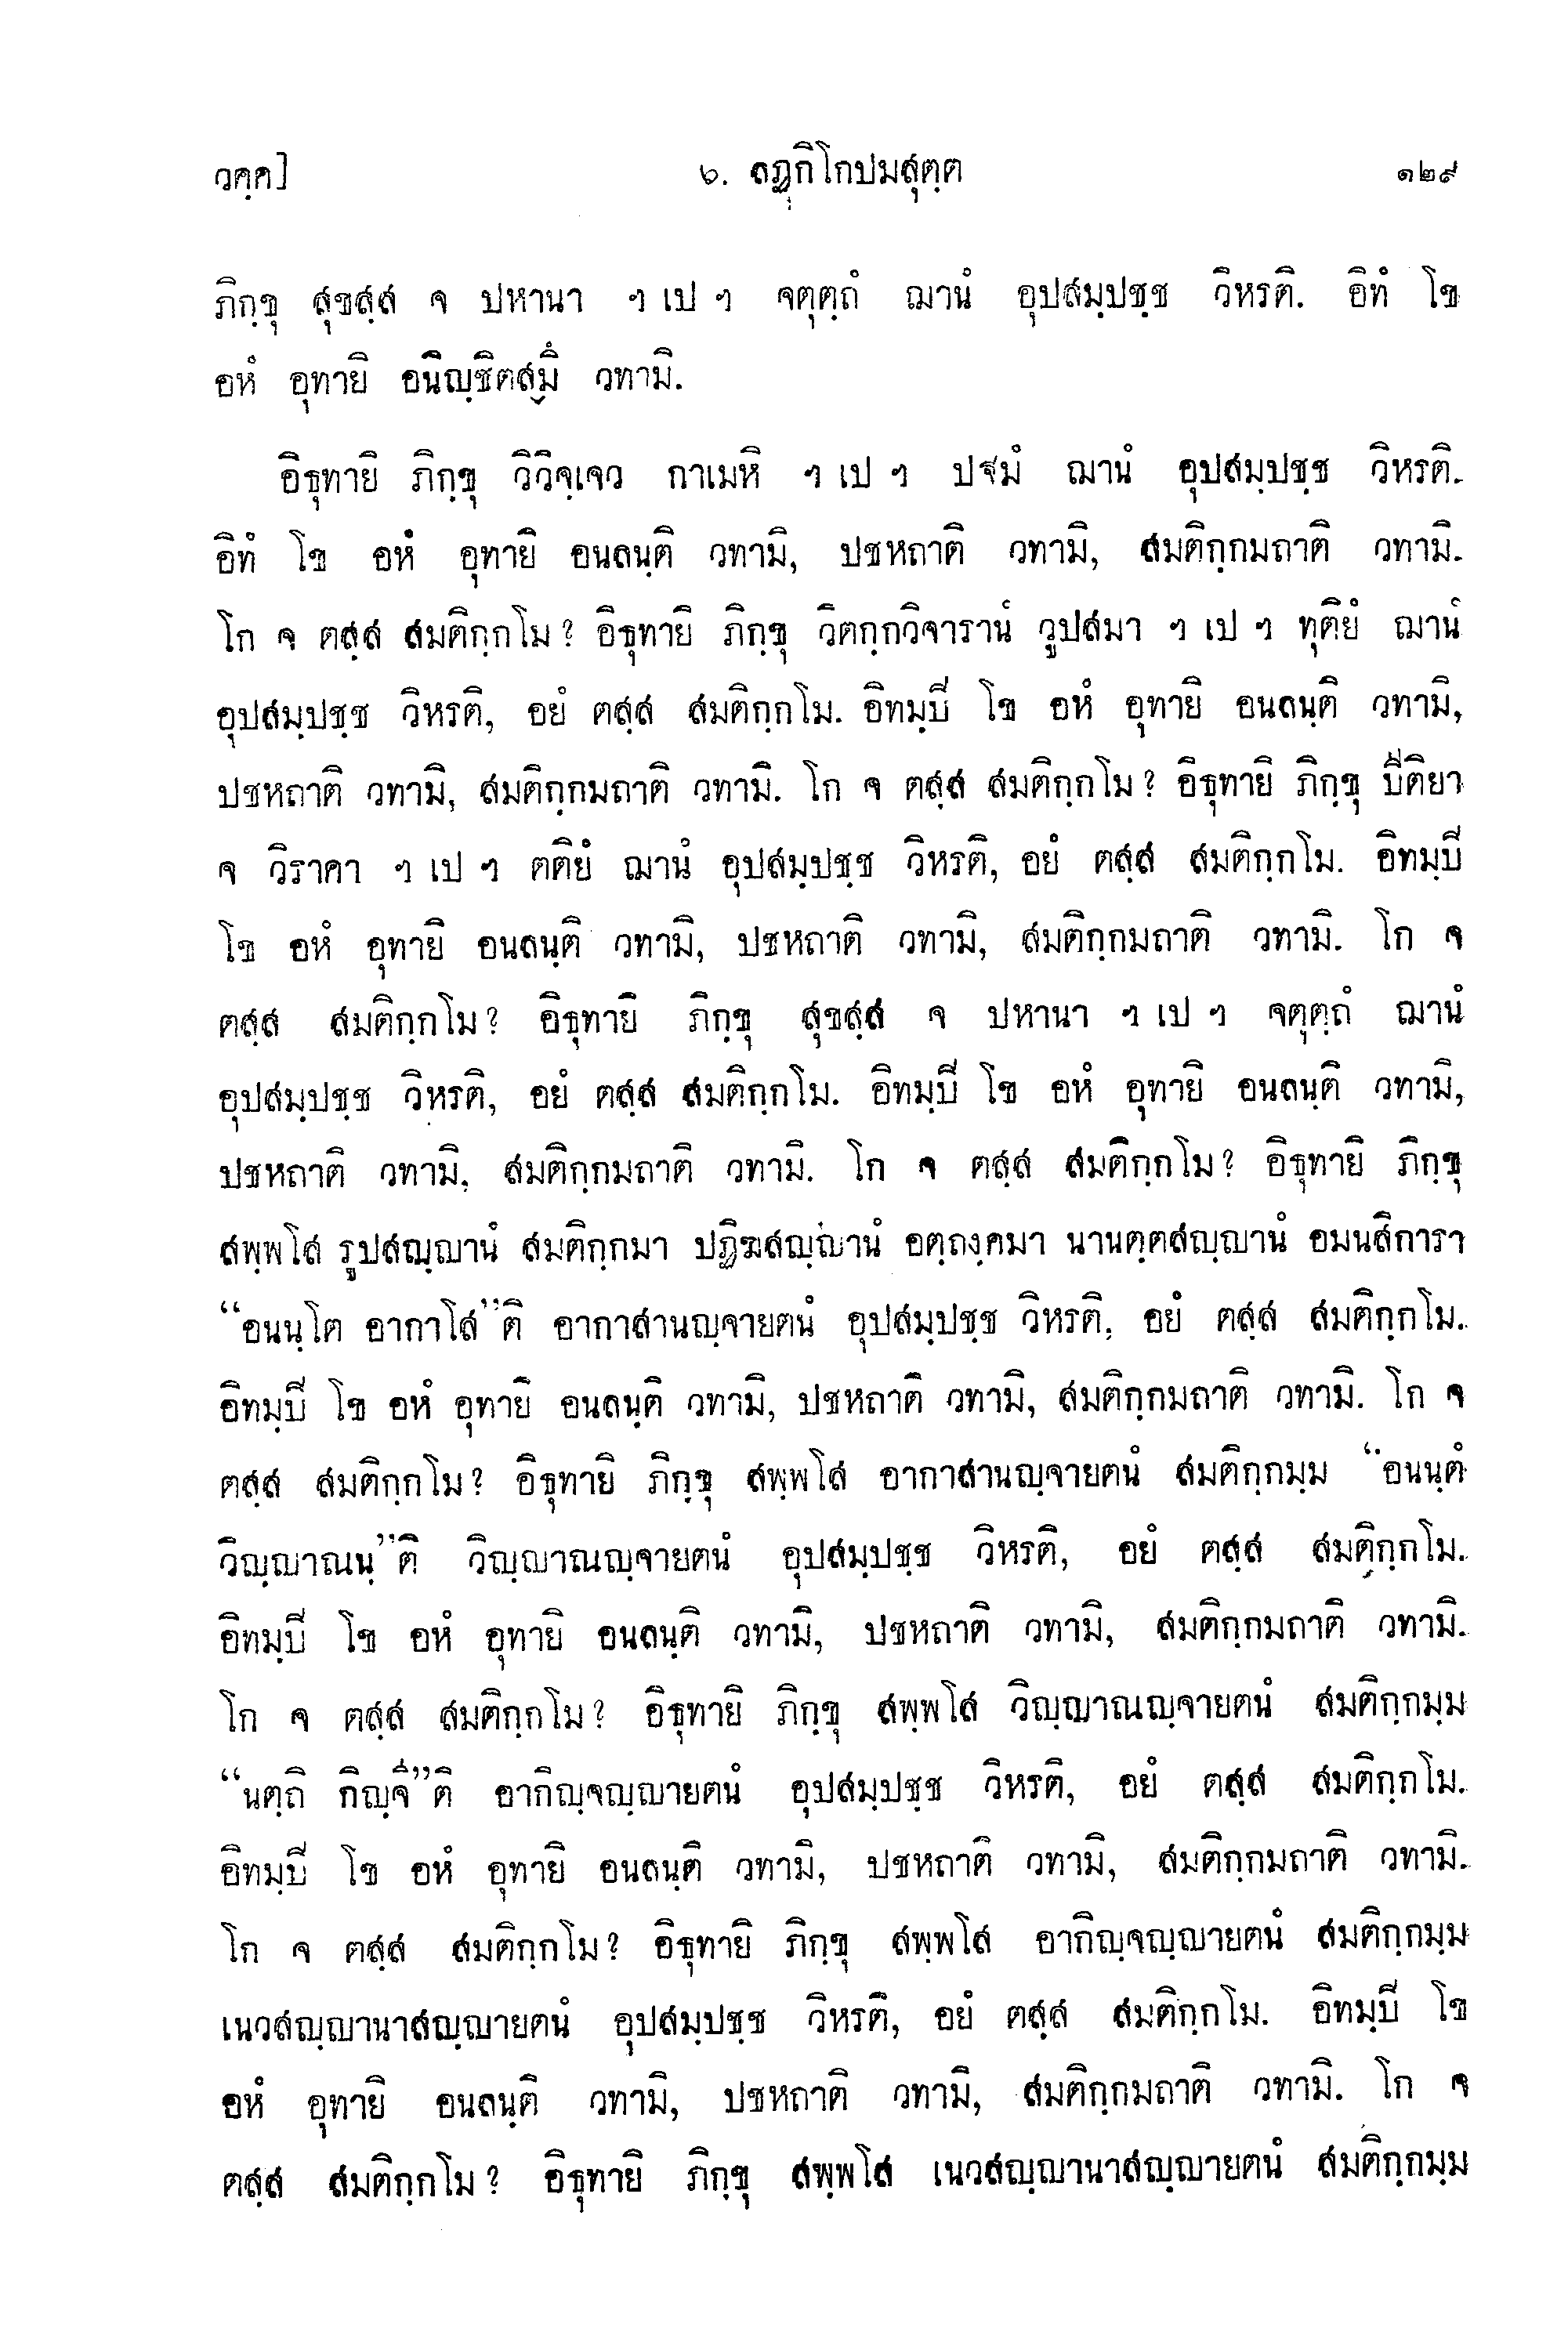 วคฺค]
๖. ลฏุกิโกปมสุตฺต
๑๒๙
ภิกฺขุ สุขสฺส จ ปหานา ฯ เป ฯ จตุตฺถํ ฌานํ อุปสมฺปชฺช วิหรติ. อิทํ โข
อหํ อุทายิ อนิญฺชิตสฺมึ วทามิ.
อิธุทายิ ภิกฺขุ วิวิจฺเจว กาเมหิ ฯ เป ฯ ปฐมํ ฌานํ อุปสมฺปชฺช วิหรติ.
อิทํ โข อหํ อุทายิ อนลนฺติ วทามิ, ปชหถาติ วทามิ, สมติกฺกมถาติ วทามิ.
โก จ ตสฺส สมติกฺกโม? อิธุทายิ ภิกฺขุ วิตกฺกวิจารานํ วูปสมา ฯ เป ฯ ทุติยํ ฌานํ
อุปสมฺปชฺช วิหรติ, อยํ ตสฺส สมติกฺกโม. อิทมฺปิ โข อหํ อุทายิ อนลนฺติ วทามิ,
ปชหถาติ วทามิ, สมติกฺกมถาติ วทามิ. โก จ ตสฺส สมติกฺกโม? อิธุทายิ ภิกฺขุ ปีติยา
จ วิราคา ฯ เป ฯ ตติยํ ฌานํ อุปสมฺปชฺช วิหรติ, อยํ ตสฺส สมติกฺกโม. อิทมฺปิ
โข อหํ อุทายิ อนลนฺติ วทามิ, ปชหถาติ วทามิ, สมติกฺกมถาติ วทามิ. โก จ
ตสฺส สมติกฺกโม? อิธุทายิ ภิกฺขุ สุขสฺส จ ปหานา ฯ เป ฯ จตุตฺถํ ฌานํ
อุปสมฺปชฺช วิหรติ, อยํ ตสฺส สมติกฺกโม. อิทมฺปิ โข อหํ อุทายิ อนลนฺติ วทามิ,
ปชหถาติ วทามิ, สมติกฺกมถาติ วทามิ. โก จ ตสฺส สมติกฺกโม? อิธุทายิ ภิกฺขุ
สพฺพโส รูปสญฺญานํ สมติกฺกมา ปฏิฆสญฺญานํ อตฺถงฺคมา นานตฺตสญฺญานํ อมนสิการา
“อนนฺโต อากาโส”ติ อากาสานญฺจายตนํ อุปสมฺปชฺช วิหรติ, อยํ ตสฺส สมติกฺกโม.
อิทมฺปิ โข อหํ อุทายิ อนลนฺติ วทามิ, ปชหถาติ วทามิ, สมติกฺกมถาติ วทามิ. โก จ
ตสฺส สมติกฺกโม? อิธุทายิ ภิกฺขุ สพฺพโส อากาสานญฺจายตนํ สมติกฺกมฺม “อนนฺตํ
วิญฺญาณนฺ”ติ วิญฺญาณญฺจายตนํ อุปสมฺปชฺช วิหรติ, อยํ ตสฺส สมติกฺกโม.
อิทมฺปิ โข อหํ อุทายิ อนลนฺติ วทามิ, ปชหถาติ วทามิ, สมติกฺกมถาติ วทามิ.
โก จ ตสฺส สมติกฺกโม? อิธุทายิ ภิกฺขุ สพฺพโส วิญฺญาณญฺจายตนํ สมติกฺกมฺม
“นตฺถิ กิญฺจิ”ติ อากิญฺจญฺญายตนํ อุปสมฺปชฺช วิหรติ, อยํ ตสฺส สมติกฺกโม.
อิทมฺปิ โข อหํ อุทายิ อนลนฺติ วทามิ, ปชหถาติ วทามิ, สมติกฺกมถาติ วทามิ.
โก จ ตสฺส สมติกฺกโม? อิธุทายิ ภิกฺขุ สพฺพโส อากิญฺจญฺญายตนํ สมติกฺกมฺม
เนวสญฺญานาสญฺญายตนํ อุปสมฺปชฺช วิหรติ, อยํ ตสฺส สมติกฺกโม. อิทมฺปิ โข
อหํ อุทายิ อนลนฺติ วทามิ, ปชหถาติ วทามิ, สมติกฺกมถาติ วทามิ. โก จ
ตสฺส สมติกฺกโม? อิธุทายิ ภิกฺขุ สพฺพโส เนวสญฺญานาสญฺญายตนํ สมติกฺกมฺม